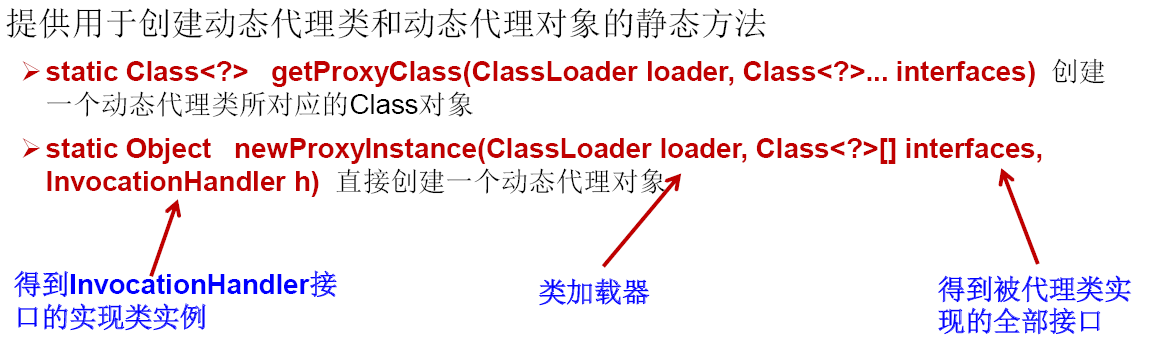 提供用于创建动态代理类和动态代理对象的静态方法
➢static Class<?> getProxyClass(ClassLoader loader, Class<?>... interfaces) 创建
一个动态代理类所对应的Class对象
➢static Object newProxyInstance(ClassLoader loader, Class<?>[] interfaces,
InvocationHandler h) 直接创建一个动态代理对象
得到InvocationHandler接
口的实现类实例
类加载器
得到被代理类实
现的全部接口